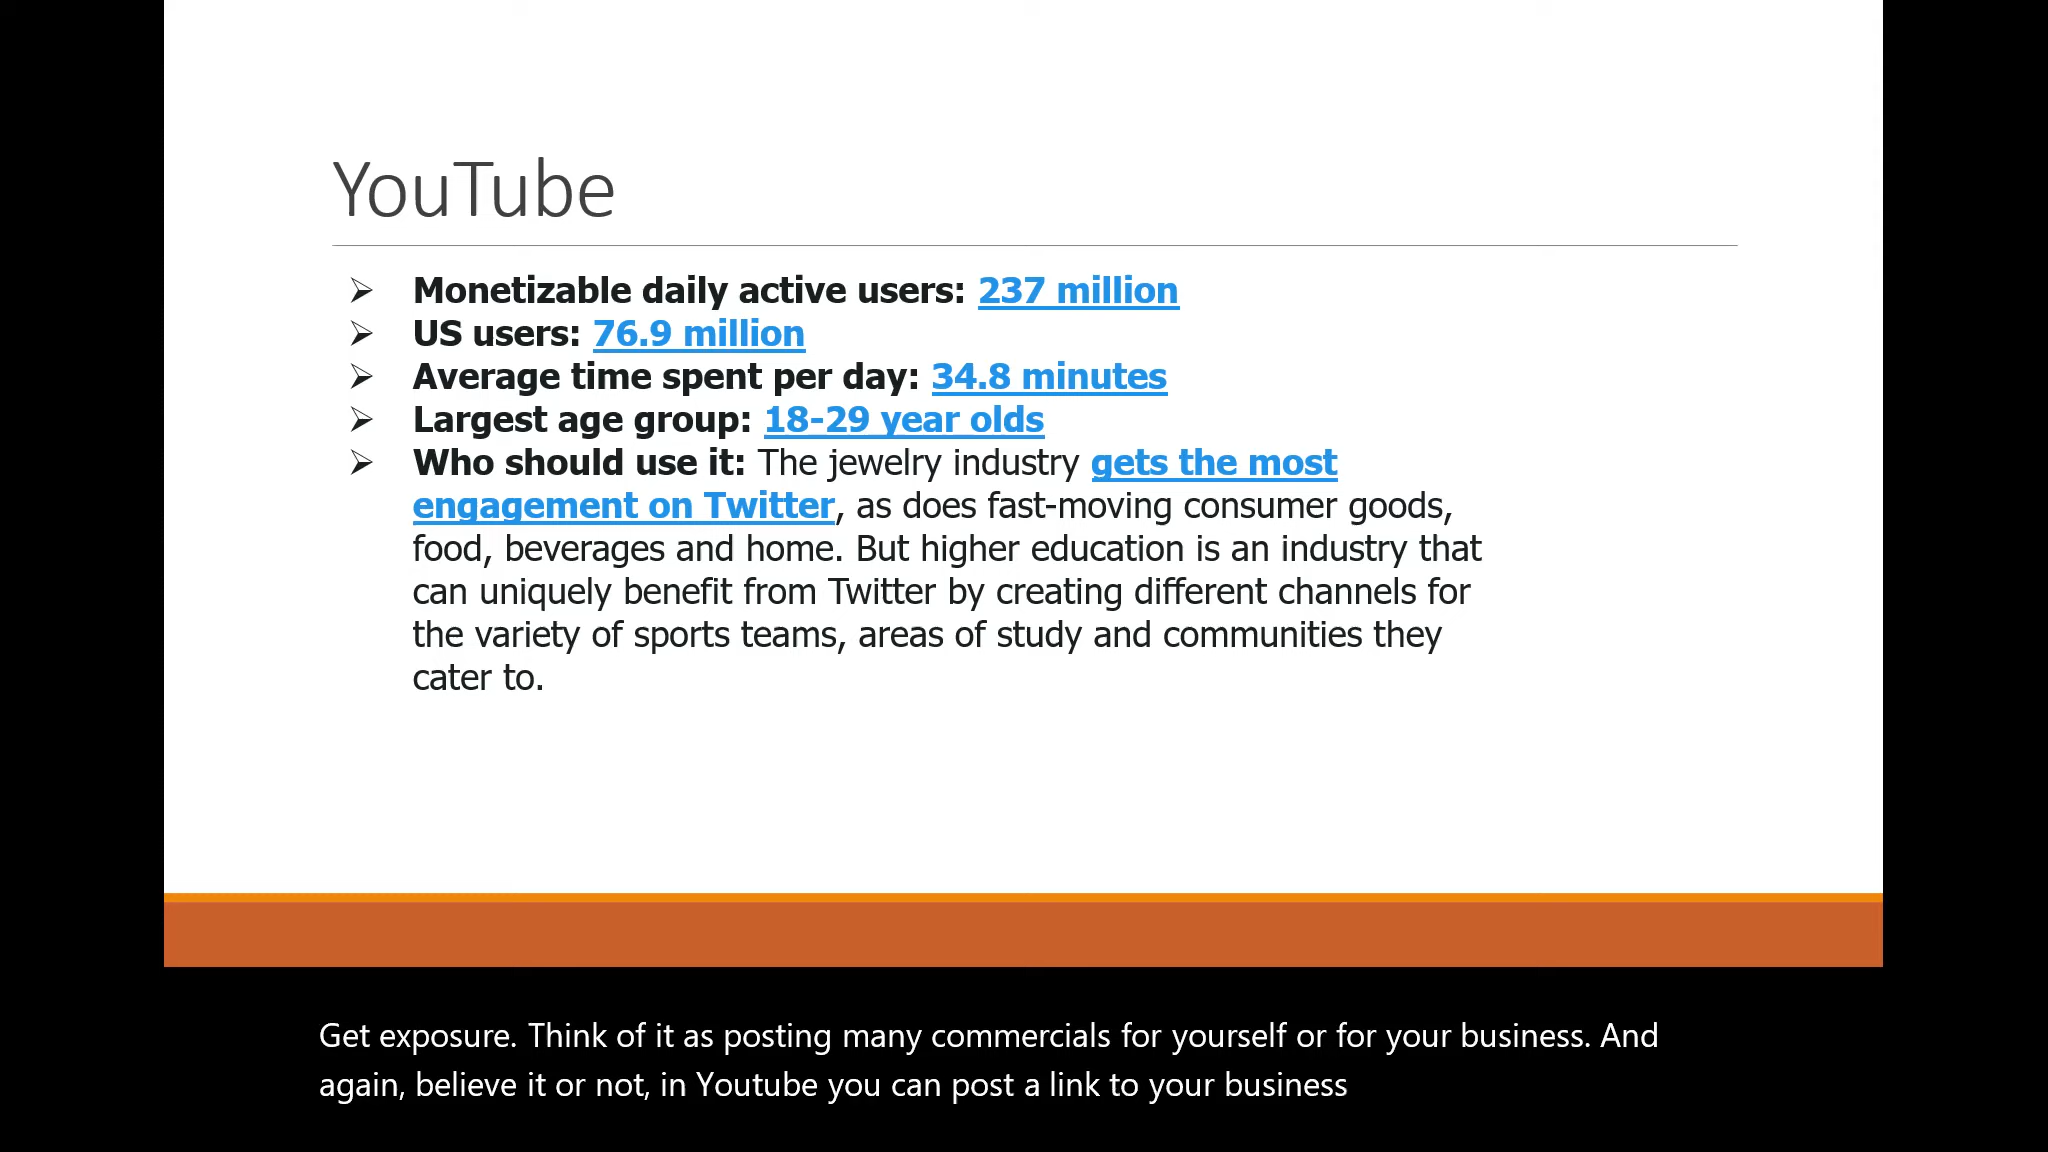 YouTube
➢ Monetizable daily active users: 237 million
➢ US users: 76.9 million
➢ Average time spent per day: 34.8 minutes
➢ Largest age group: 18-29 year olds
➢ Who should use it: The jewelry industry gets the most
engagement on Twitter, as does fast-moving consumer goods,
food, beverages and home. But higher education is an industry that
can uniquely benefit from Twitter by creating different channels for
the variety of sports teams, areas of study and communities they
cater to.
Get exposure. Think of it as posting many commercials for yourself or for your business. And
again, believe it or not, in Youtube you can post a link to your business